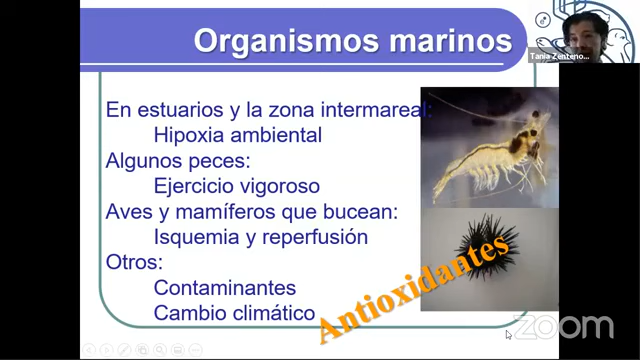 Organismos marinos
Tania Zenteno...
En estuarios y la zona intermareal:
Hipoxia ambiental
Algunos peces:
Ejercicio vigoroso
Aves y mamíferos que bucean:
Isquemia y reperfusión
Otros:
Contaminantes
Cambio climático
Antioxidantes
zoom